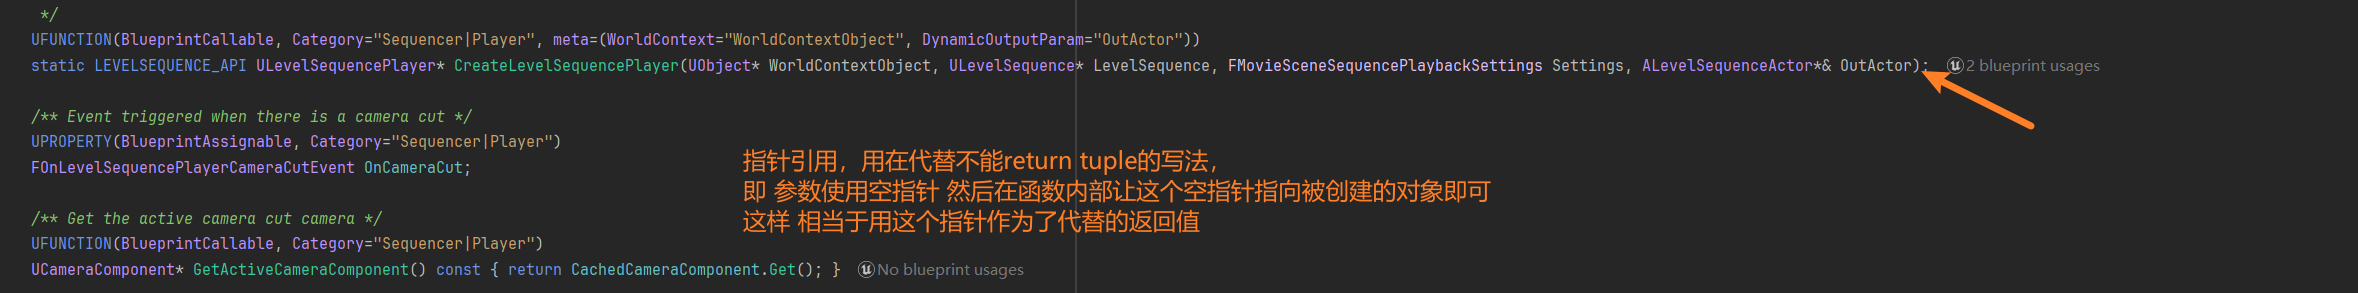 */
UFUNCTION(BlueprintCallable, Category="Sequencer|Player", meta=(WorldContext="WorldContextObject", DynamicOutputParam="OutActor"))
static LEVELSEQUENCE_API ULevelSequencePlayer* CreateLevelSequencePlayer(UObject* WorldContextObject, ULevelSequence* LevelSequence, FMovieSceneSequencePlaybackSettings Settings, ALevelSequenceActor*& OutActor); 2 blueprint usages
/** Event triggered when there is a camera cut */
UPROPERTY(BlueprintAssignable, Category="Sequencer|Player")
FOnLevelSequencePlayerCameraCutEvent OnCameraCut;
指针引用，用在代替不能return tuple的写法，
即 参数使用空指针 然后在函数内部让这个空指针指向被创建的对象即可
这样 相当于用这个指针作为了代替的返回值
/** Get the active camera cut camera */
UFUNCTION(BlueprintCallable, Category="Sequencer|Player")
UCameraComponent* GetActiveCameraComponent() const { return CachedCameraComponent.Get(); } No blueprint usages